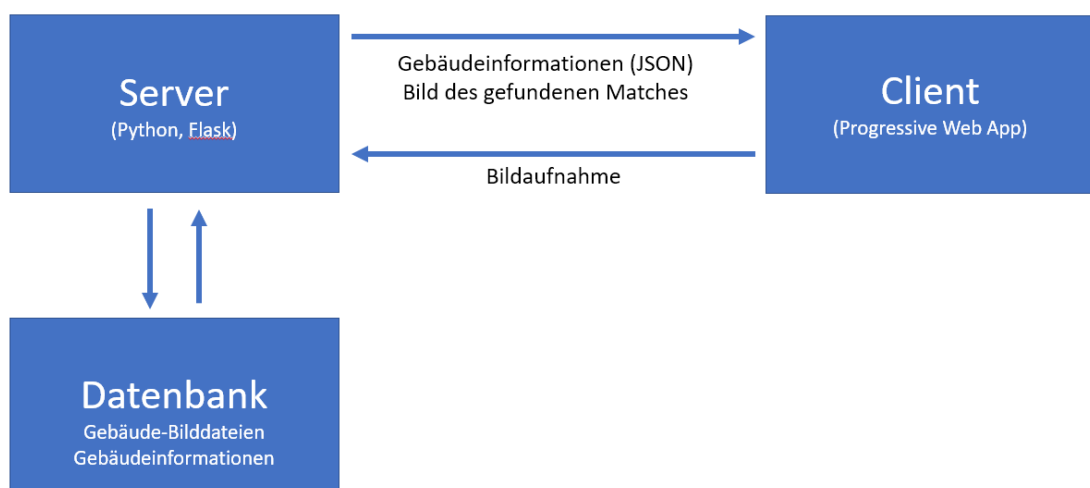 Server
(Python, Flask)
Gebäudeinformationen (JSON)
Bild des gefundenen Matches
Bildaufnahme
Client
(Progressive Web App)
Datenbank
Gebäude-Bilddateien
Gebäudeinformationen